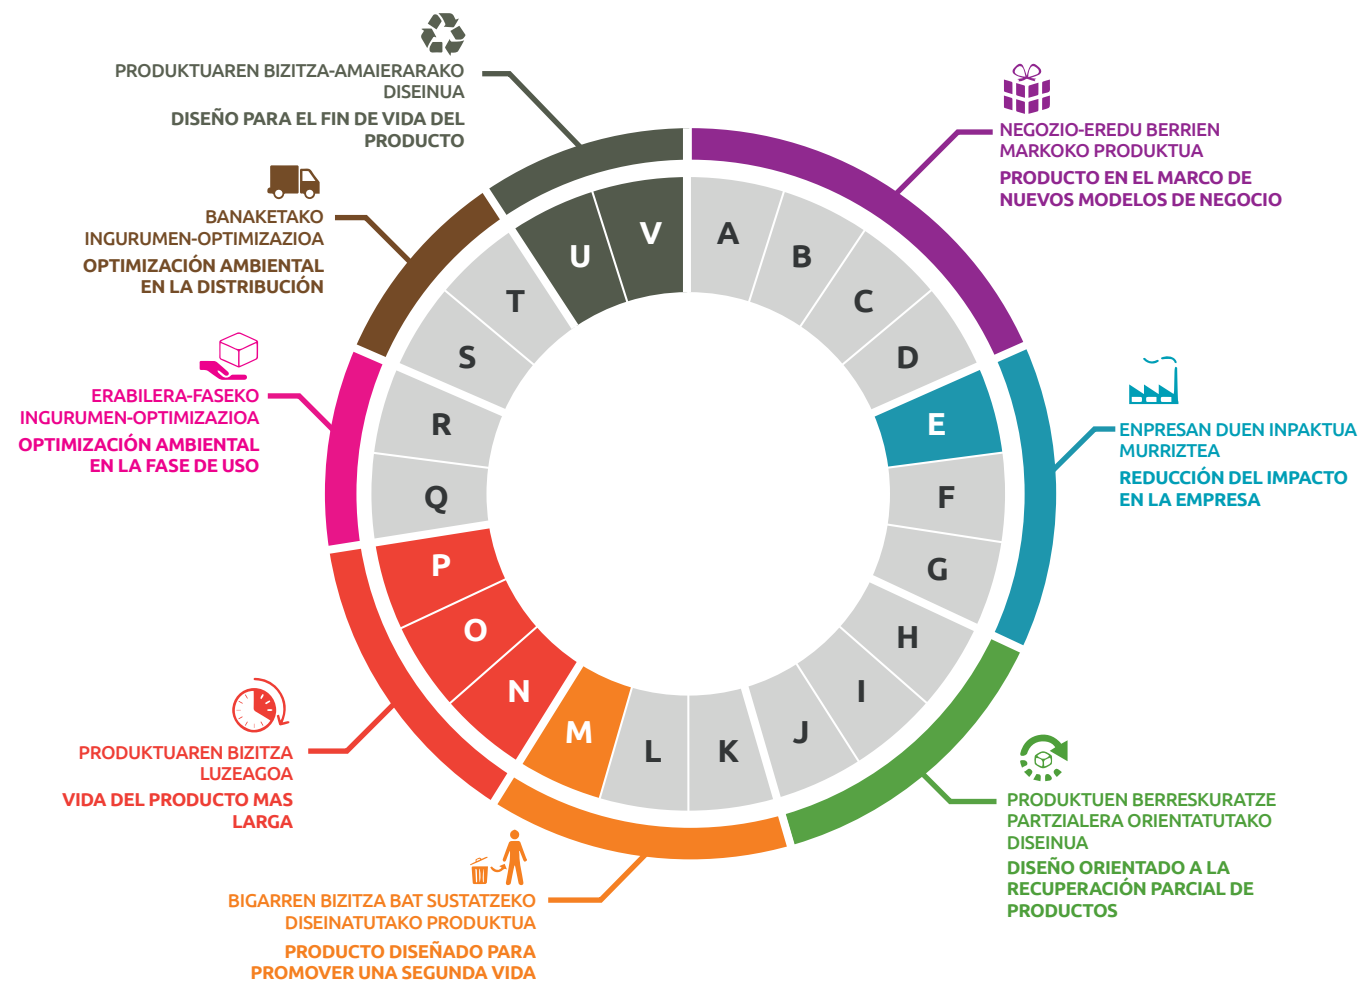 PRODUKTUAREN BIZITZA-AMAIERARAKO
DISEINUA
DISEÑO PARA EL FIN DE VIDA DEL
PRODUCTO
NEGOZIO-EREDU BERRIEN
MARKOKO PRODUKTUA
PRODUCTO EN EL MARCO DE
NUEVOS MODELOS DE NEGOCIO
BANAKETAKO
INGURUMEN-OPTIMIZAZIOA
OPTIMIZACIÓN AMBIENTAL
EN LA DISTRIBUCIÓN
ERABILERA-FASEKO
INGURUMEN-OPTIMIZAZIOA
OPTIMIZACIÓN AMBIENTAL
EN LA FASE DE USO
ENPRESAN DUEN INPAKTUA
MURRIZTEA
REDUCCIÓN DEL IMPACTO
EN LA EMPRESA
PRODUKTUAREN BIZITZA
LUZEAGOA
VIDA DEL PRODUCTO MAS
LARGA
PRODUKTUEN BERRESKURATZE
PARTZIALERA ORIENTATUTAKO
DISEINUA
DISEÑO ORIENTADO A LA
RECUPERACIÓN PARCIAL DE
PRODUCTOS
BIGARREN BIZITZA BAT SUSTATZEKO
DISEINATUTAKO PRODUKTUA
PRODUCTO DISEÑADO PARA
PROMOVER UNA SEGUNDA VIDA
A
B
C
D
E
F
G
H
I
J
K
L
M
N
O
P
Q
R
S
T
U
V